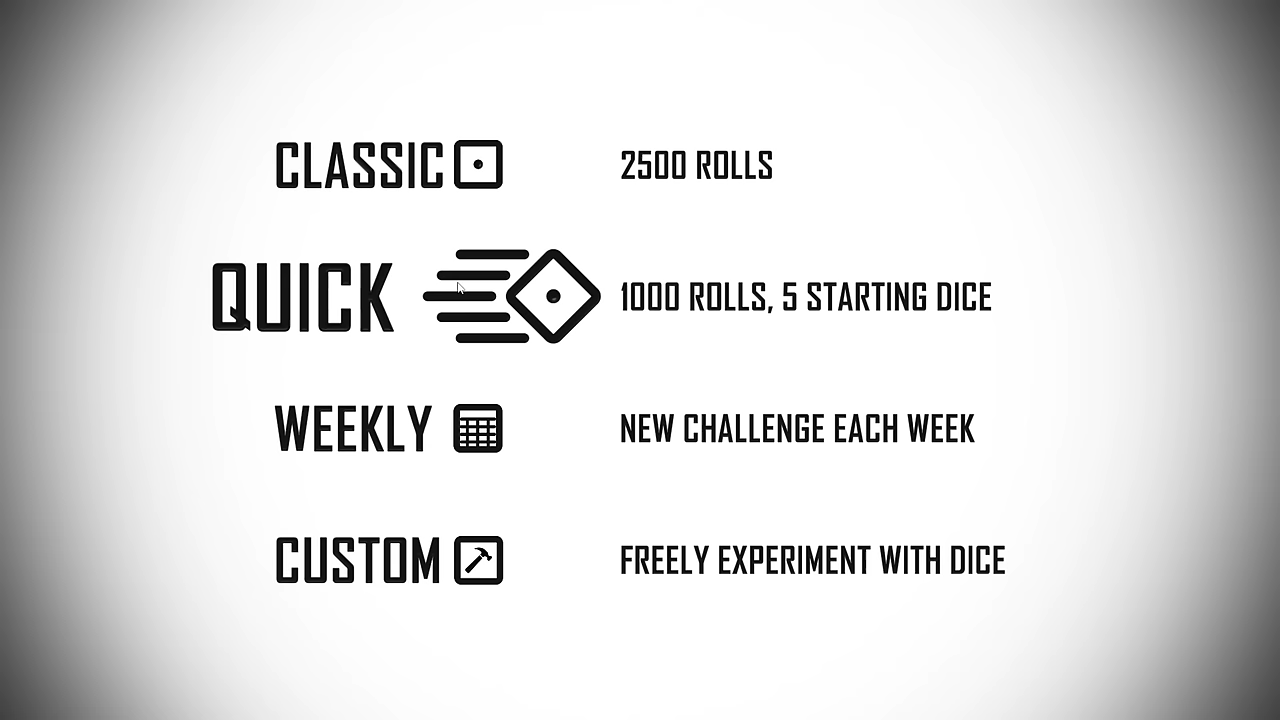 CLASSIC 2500 ROLLS
QUICK 1000 ROLLS, 5 STARTING DICE
WEEKLY NEW CHALLENGE EACH WEEK
CUSTOM FREELY EXPERIMENT WITH DICE